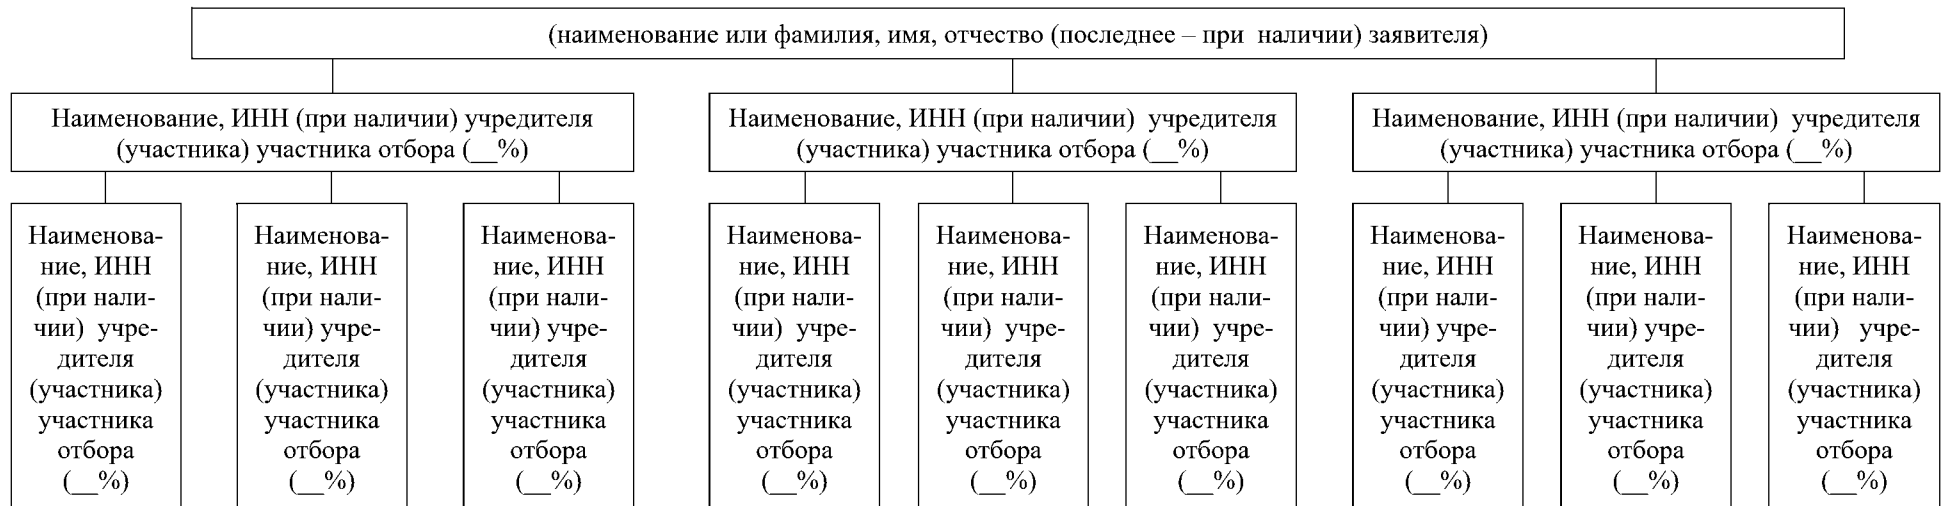 (наименование или фамилия, имя, отчество (последнее – при наличии) заявителя)
Наименование, ИНН (при наличии) учредителя
(участника) участника отбора (__%)
Наименование, ИНН (при наличии) учредителя
(участника) участника отбора (__%)
Наименование, ИНН (при наличии) учредителя
(участника) участника отбора (__%)
Наименова-
ние, ИНН
(при нали-
чии) учре-
дителя
(участника)
участника
отбора
(__%)
Наименова-
ние, ИНН
(при нали-
чии) учре-
дителя
(участника)
участника
отбора
(__%)
Наименова-
ние, ИНН
(при нали-
чии) учре-
дителя
(участника)
участника
отбора
(__%)
Наименова-
ние, ИНН
(при нали-
чии) учре-
дителя
(участника)
участника
отбора
(__%)
Наименова-
ние, ИНН
(при нали-
чии) учре-
дителя
(участника)
участника
отбора
(__%)
Наименова-
ние, ИНН
(при нали-
чии) учре-
дителя
(участника)
участника
отбора
(__%)
Наименова-
ние, ИНН
(при нали-
чии) учре-
дителя
(участника)
участника
отбора
(__%)
Наименова-
ние, ИНН
(при нали-
чии) учре-
дителя
(участника)
участника
отбора
(__%)
Наименова-
ние, ИНН
(при нали-
чии) учре-
дителя
(участника)
участника
отбора
(__%)